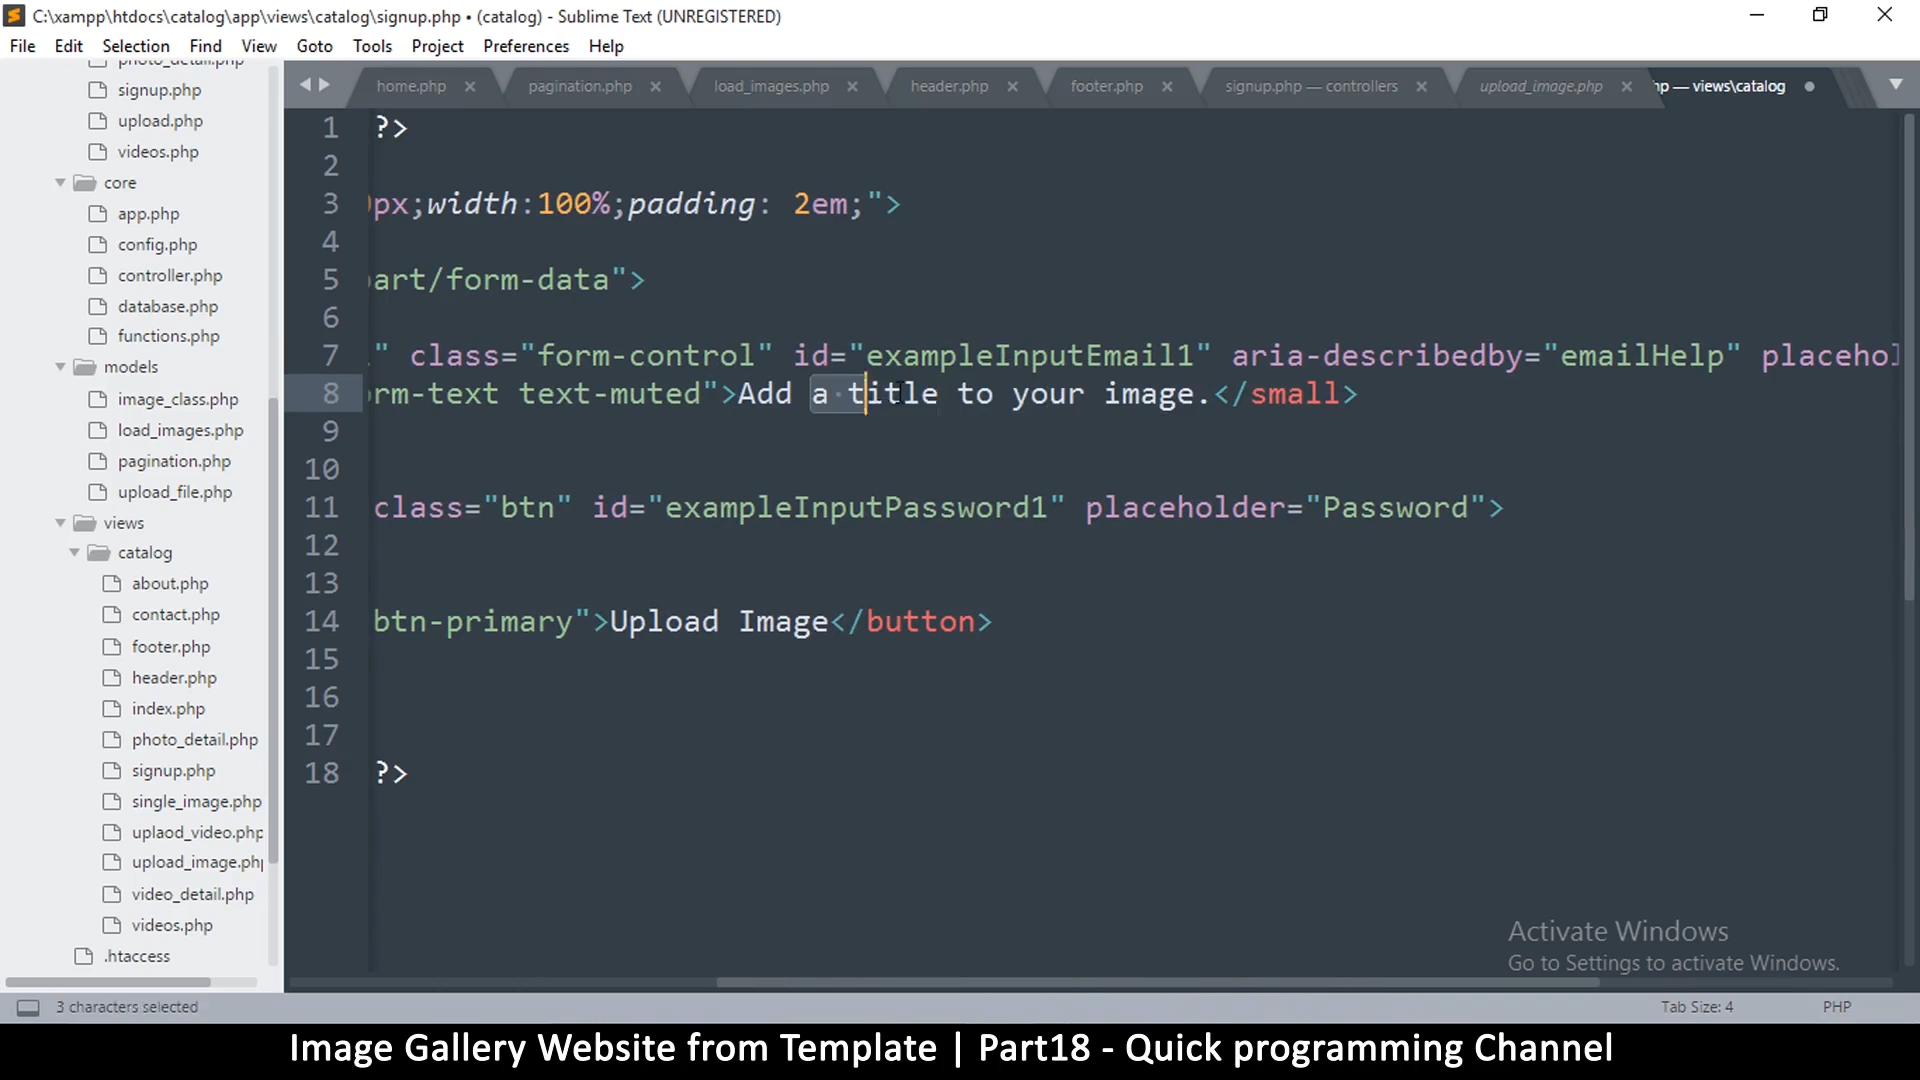 C:\xampp\htdocs\catalog\app\views\catalog\signup.php • (catalog) - Sublime Text (UNREGISTERED)
File Edit Selection Find View Goto Tools Project Preferences Help
home.php pagination.php load_images.php header.php footer.php signup.php — controllers upload_image.php hp — views\catalog
photo_detail.php
signup.php
upload.php
videos.php
core
app.php
config.php
controller.php
database.php
functions.php
models
image_class.php
load_images.php
pagination.php
upload_file.php
views
catalog
about.php
contact.php
footer.php
header.php
index.php
photo_detail.php
signup.php
single_image.php
uplaod_video.php
upload_image.php
video_detail.php
videos.php
.htaccess
1 ?>
2
3 px;width:100%;padding: 2em;">
4
5 art/form-data">
6
7 " class="form-control" id="exampleInputEmail1" aria-describedby="emailHelp" placehol
8 rm-text text-muted">Add a title to your image.</small>
9
10
11 class="btn" id="exampleInputPassword1" placeholder="Password">
12
13
14 btn-primary">Upload Image</button>
15
16
17
18 ?>
Activate Windows
Go to Settings to activate Windows.
3 characters selected Tab Size: 4 PHP
Image Gallery Website from Template | Part18 - Quick programming Channel